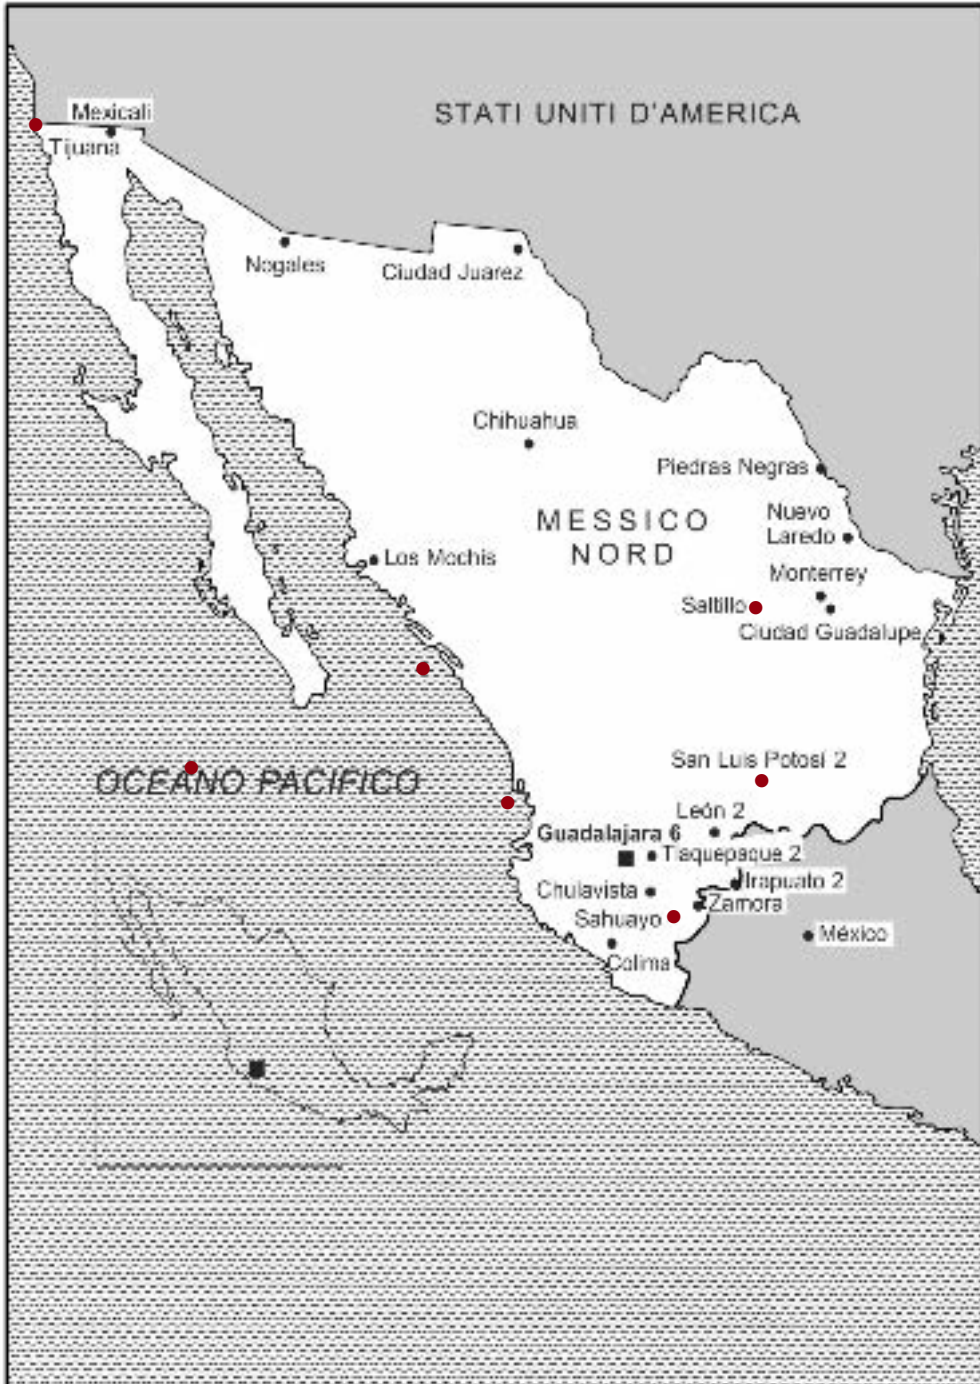 STATI UNITI D'AMERICA
Mexicali
Tijuana
Nogales
Ciudad Juarez
Chihuahua
Piedras Negras
MESSICO
NORD
Nuevo
Laredo
Los Mochis
Monterrey
Saltillo
Ciudad Guadalupe
OCEANO PACIFICO
San Luis Potosí 2
León 2
Guadalajara 6
Tlaquepaque 2
Chulavista
Irapuato 2
Zamora
Sahuayo
México
Colima